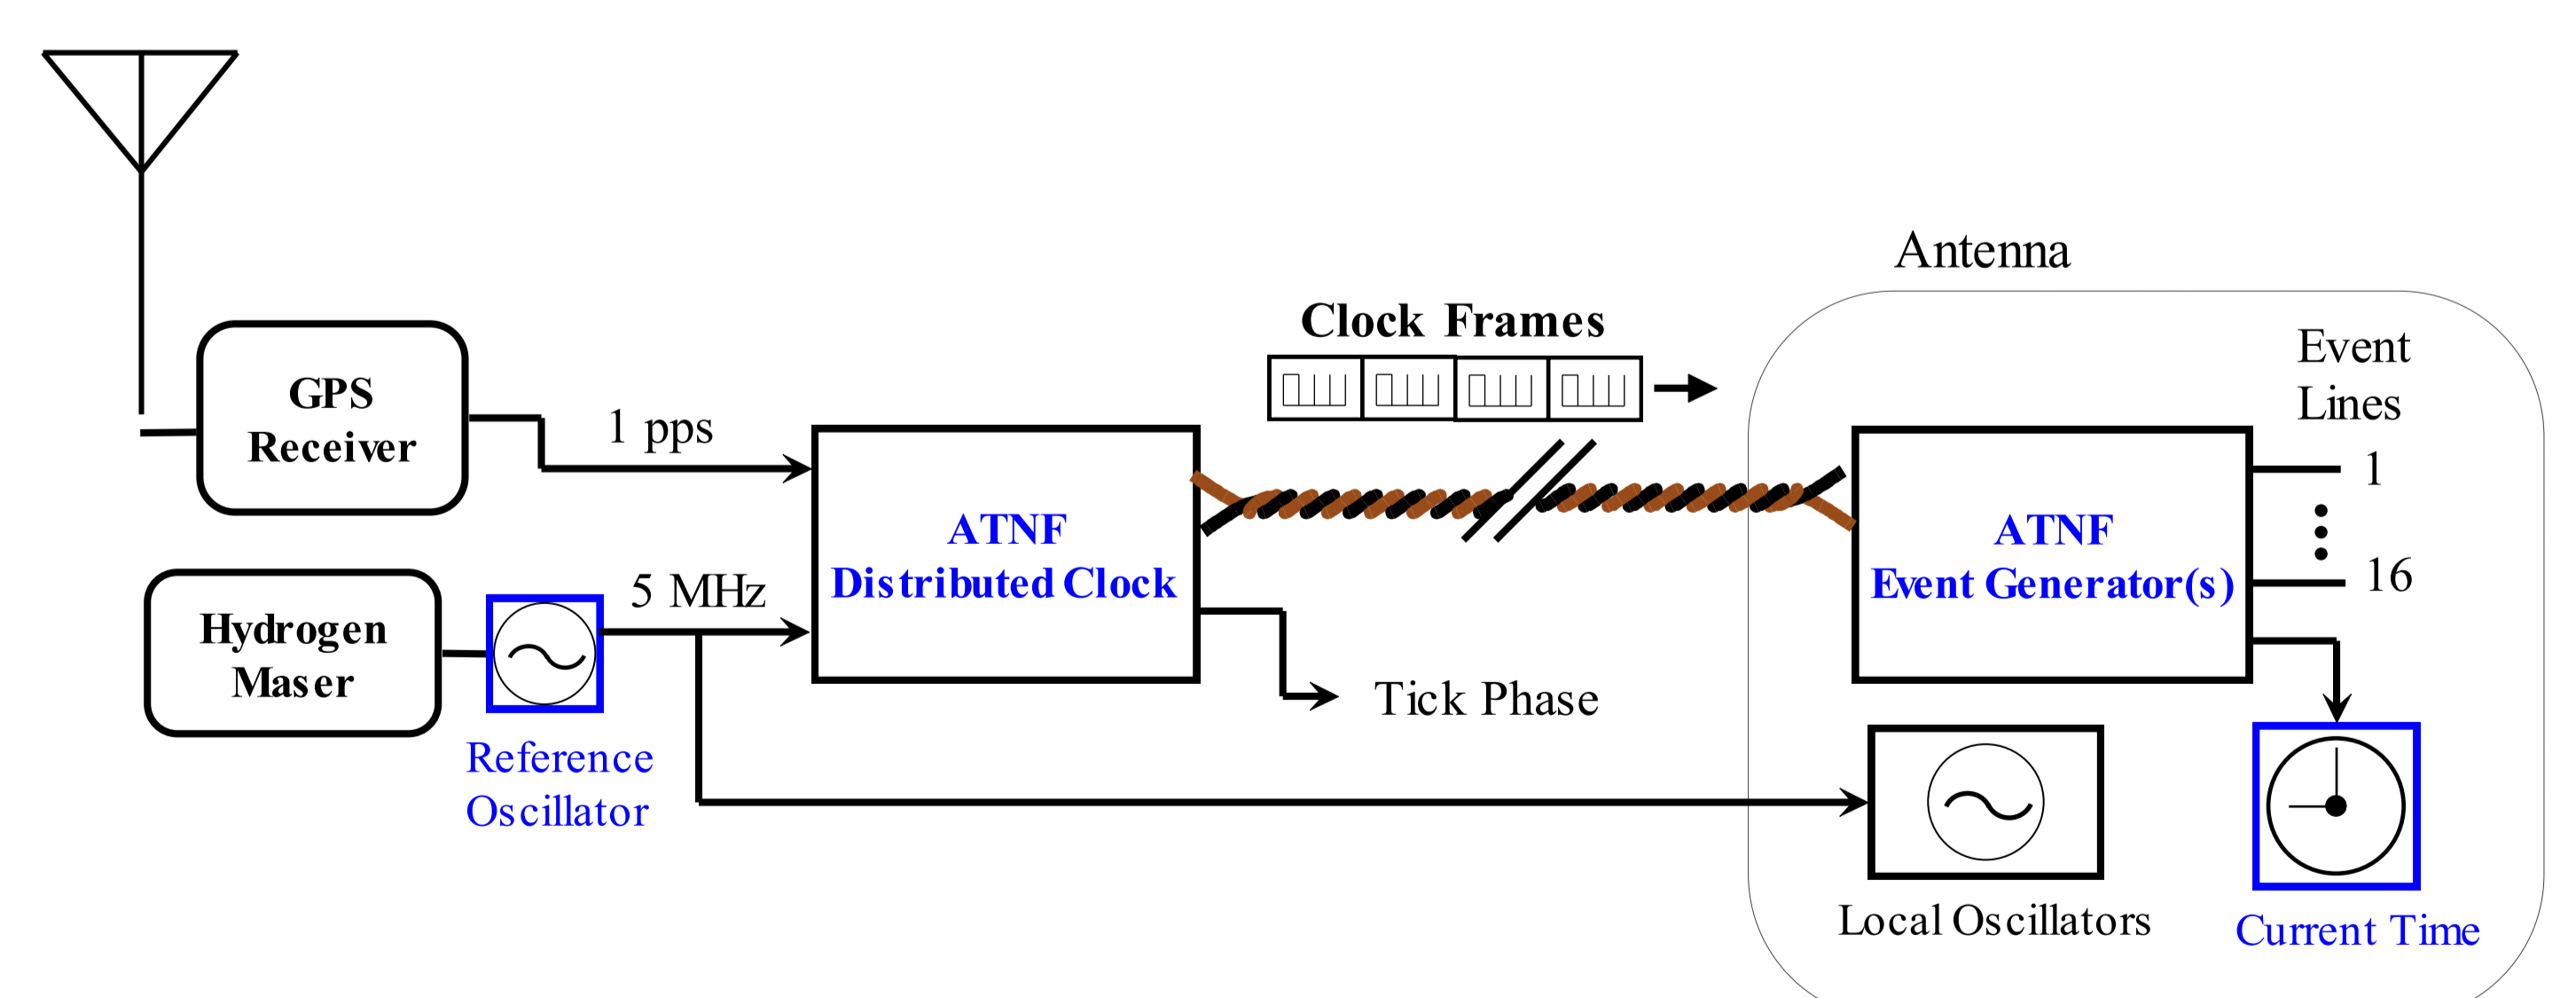 Antenna
Clock Frames
Event
Lines
GPS
Receiver
1 pps
1
ATNF
Distributed Clock
ATNF
Event Generator(s)
16
5 MHz
Hydrogen
Maser
Tick Phase
Reference
Oscillator
Local Oscillators
Current Time